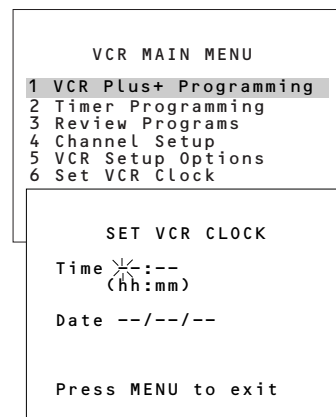 VCR MAIN MENU
1 VCR Plus+ Programming
2 Timer Programming
3 Review Programs
4 Channel Setup
5 VCR Setup Options
6 Set VCR Clock
SET VCR CLOCK
Time --:--
(hh:mm)
Date --/--/--
Press MENU to exit